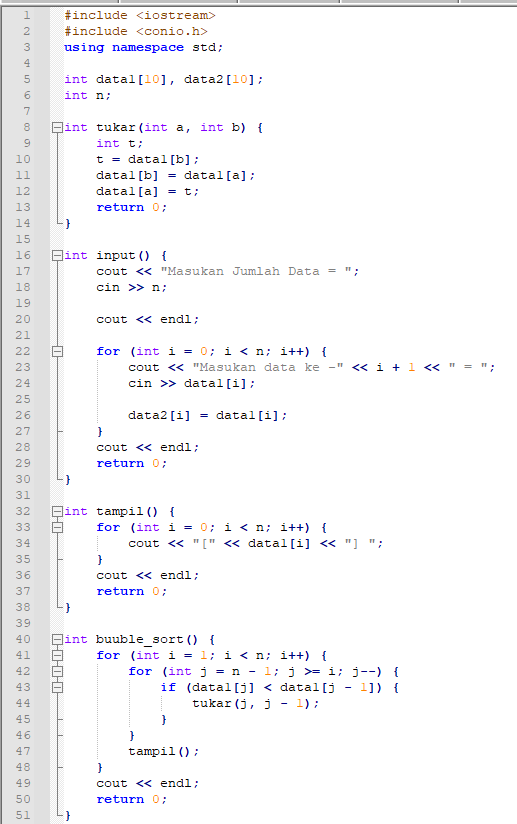 1 #include <iostream>
2 #include <conio.h>
3 using namespace std;
4
5 int data1[10], data2[10];
6 int n;
7
8 int tukar(int a, int b) {
9     int t;
10     t = data1[b];
11     data1[b] = data1[a];
12     data1[a] = t;
13     return 0;
14 }
15
16 int input() {
17     cout << "Masukan Jumlah Data = ";
18     cin >> n;
19
20     cout << endl;
21
22     for (int i = 0; i < n; i++) {
23         cout << "Masukan data ke -" << i + 1 << " = ";
24         cin >> data1[i];
25
26         data2[i] = data1[i];
27     }
28     cout << endl;
29     return 0;
30 }
31
32 int tampil() {
33     for (int i = 0; i < n; i++) {
34         cout << "[" << data1[i] << "] ";
35     }
36     cout << endl;
37     return 0;
38 }
39
40 int buuble_sort() {
41     for (int i = 1; i < n; i++) {
42         for (int j = n - 1; j >= i; j--) {
43             if (data1[j] < data1[j - 1]) {
44                 tukar(j, j - 1);
45             }
46         }
47         tampil();
48     }
49     cout << endl;
50     return 0;
51 }